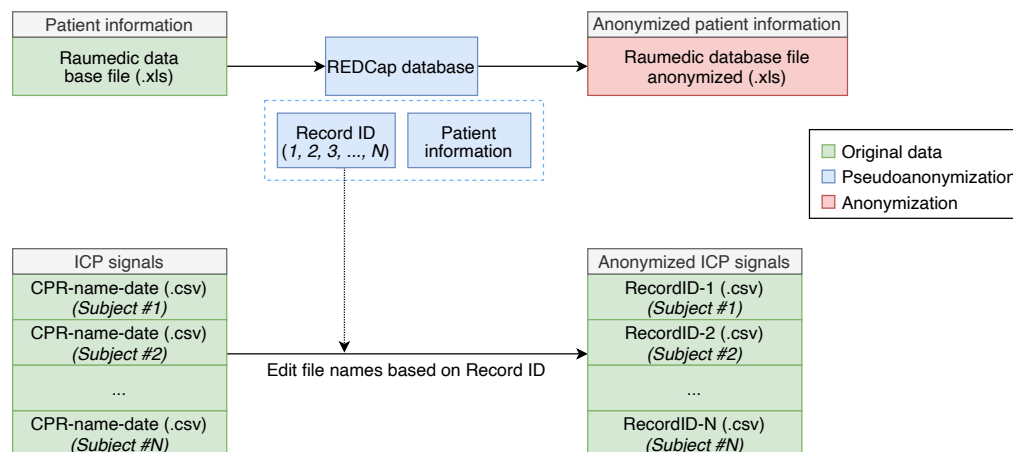 Patient information
Raumedic data
base file (.xls)
REDCap database
Anonymized patient information
Raumedic database file
anonymized (.xls)
Record ID
(1, 2, 3, ..., N)
Patient
information
Original data
Pseudoanonymization
Anonymization
ICP signals
CPR-name-date (.csv)
(Subject #1)
CPR-name-date (.csv)
(Subject #2)
...
CPR-name-date (.csv)
(Subject #N)
Edit file names based on Record ID
Anonymized ICP signals
RecordID-1 (.csv)
(Subject #1)
RecordID-2 (.csv)
(Subject #2)
...
RecordID-N (.csv)
(Subject #N)